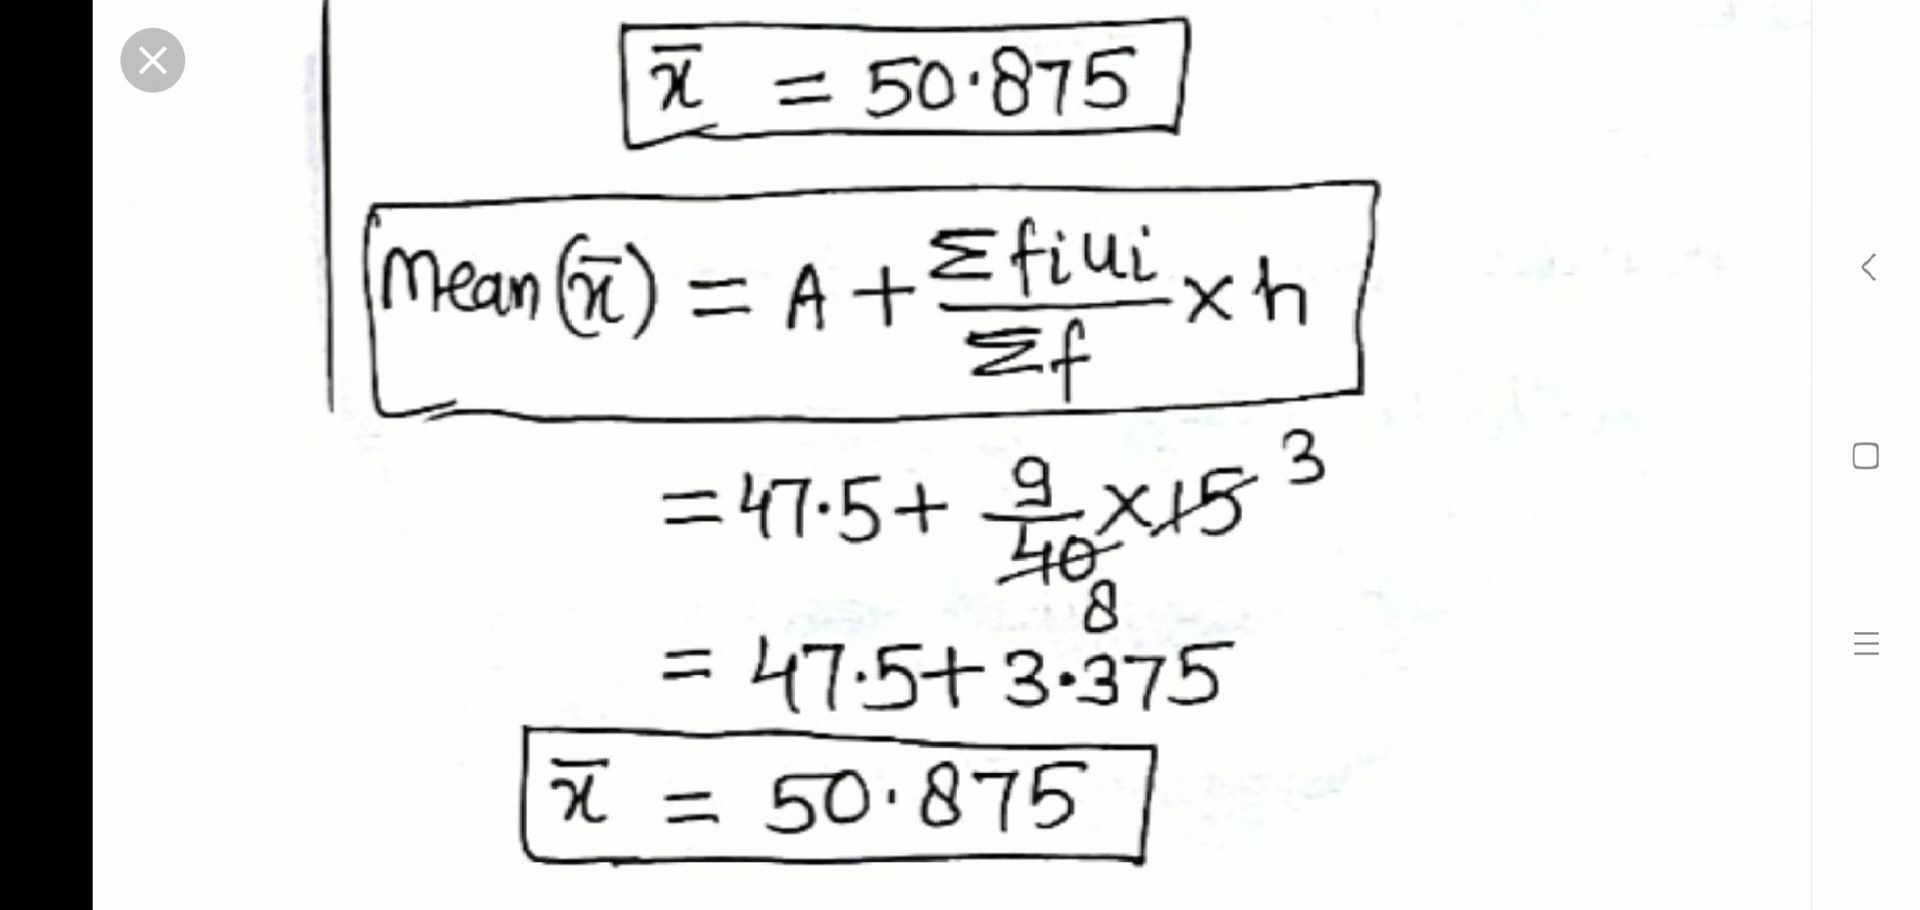 x̄ = 50.875
Mean (x̄) = A + Σfiui/Σf × h
= 47.5 + 9/40 × 15 3
8
= 47.5 + 3.375
x̄ = 50.875